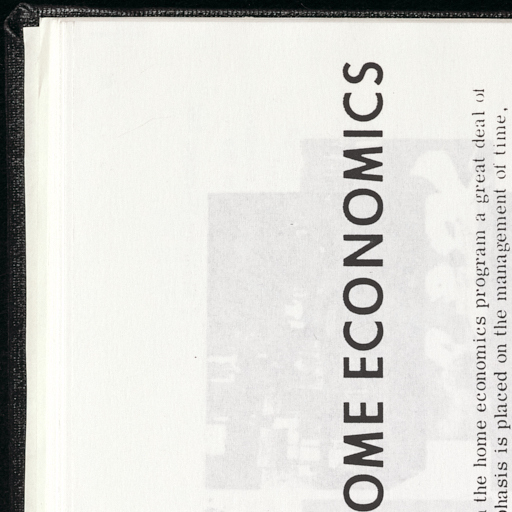 OME ECONOMICS
the home economics program a great deal of
phasis is placed on the management of time,